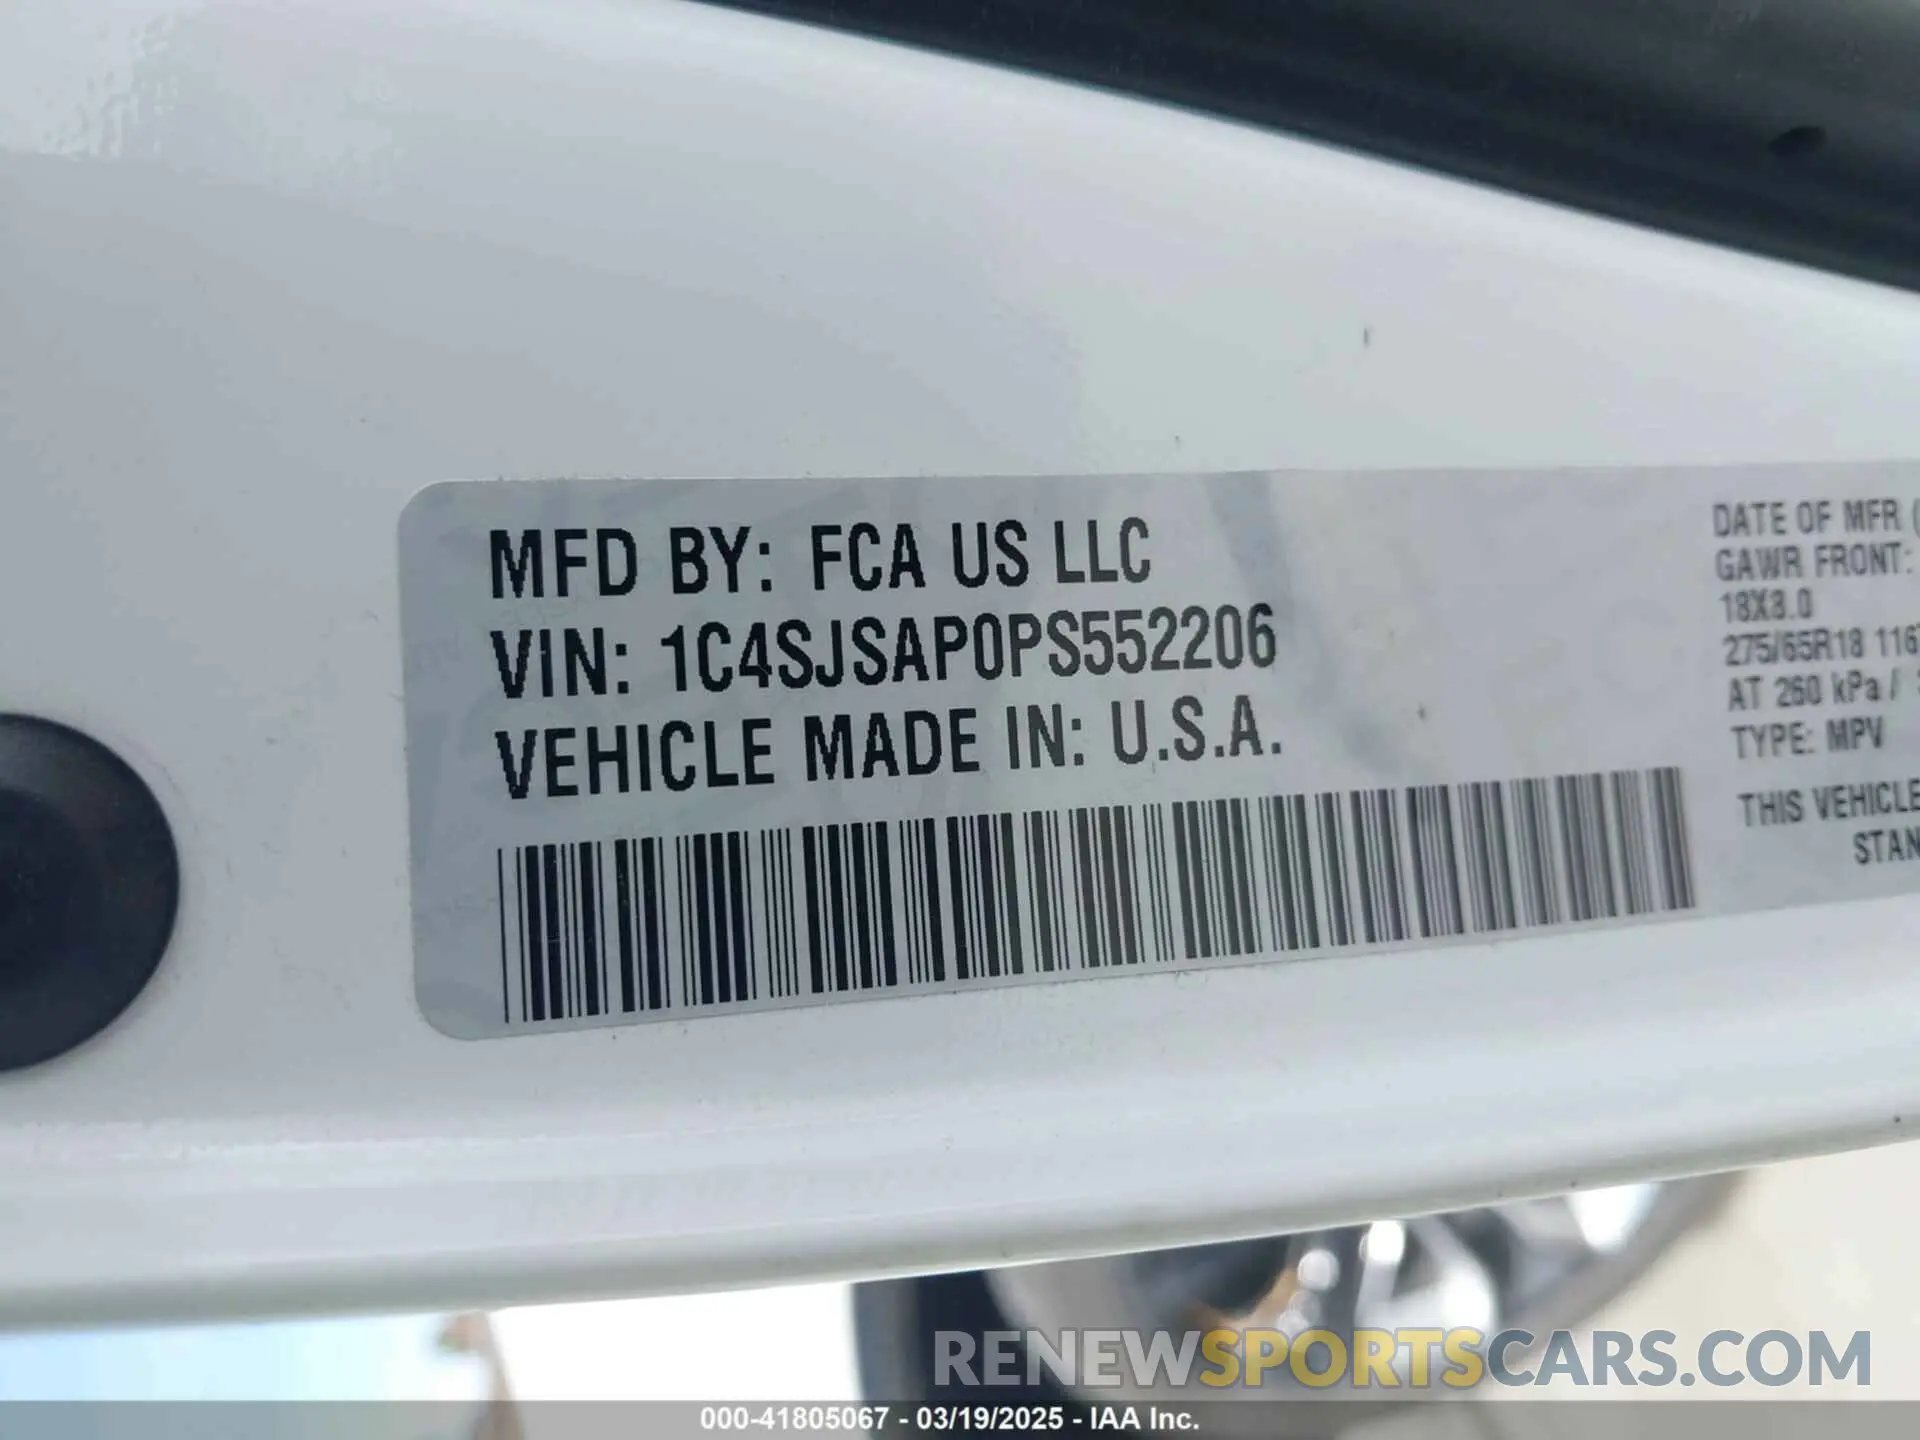 MFD BY: FCA US LLC
VIN: 1C4SJSAP0PS552206
VEHICLE MADE IN: U.S.A.
DATE OF MFR (
GAWR FRONT:
18X8.0
275/65R18 116T
AT 260 kPa /
TYPE: MPV
THIS VEHICLE
STAN
RENEWSPORTSCARS.COM
000-41805067 - 03/19/2025 - IAA Inc.